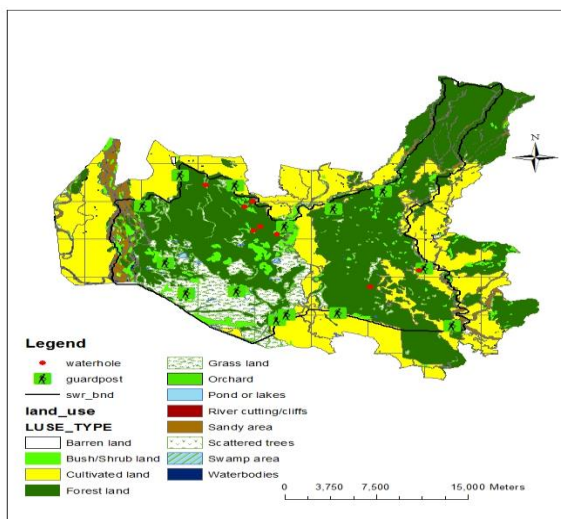 N
Legend
waterhole
guardpost
swr_bnd
land_use
LUSE_TYPE
Barren land
Bush/Shrub land
Cultivated land
Forest land
Grass land
Orchard
Pond or lakes
River cutting/cliffs
Sandy area
Scattered trees
Swamp area
Waterbodies
0 3,750 7,500 15,000 Meters